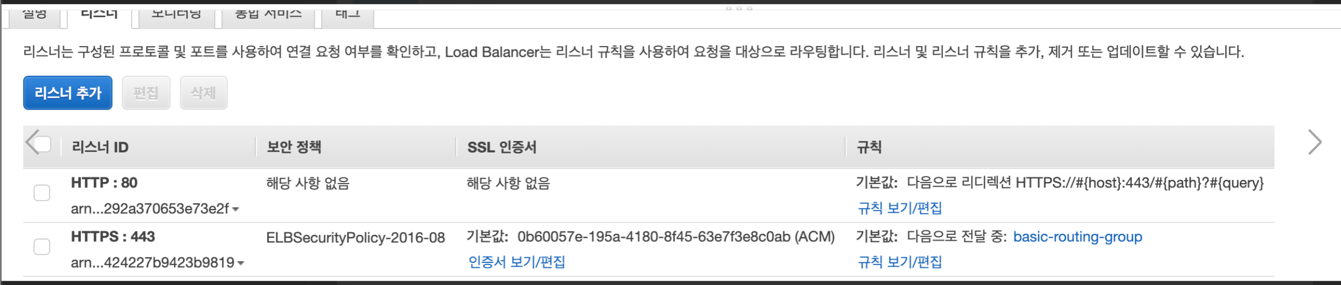 설명 리스너 모니터링 통합 서비스 태그
리스너는 구성된 프로토콜 및 포트를 사용하여 연결 요청 여부를 확인하고, Load Balancer는 리스너 규칙을 사용하여 요청을 대상으로 라우팅합니다. 리스너 및 리스너 규칙을 추가, 제거 또는 업데이트할 수 있습니다.
리스너 추가 편집 삭제
리스너 ID 보안 정책 SSL 인증서 규칙
HTTP : 80 해당 사항 없음 해당 사항 없음 기본값: 다음으로 리디렉션 HTTPS://#{host}:443/#{path}?#{query}
arn...292a370653e73e2f 규칙 보기/편집
HTTPS : 443 ELBSecurityPolicy-2016-08 기본값: 0b60057e-195a-4180-8f45-63e7f3e8c0ab (ACM) 기본값: 다음으로 전달 중: basic-routing-group
arn...424227b9423b9819 인증서 보기/편집 규칙 보기/편집